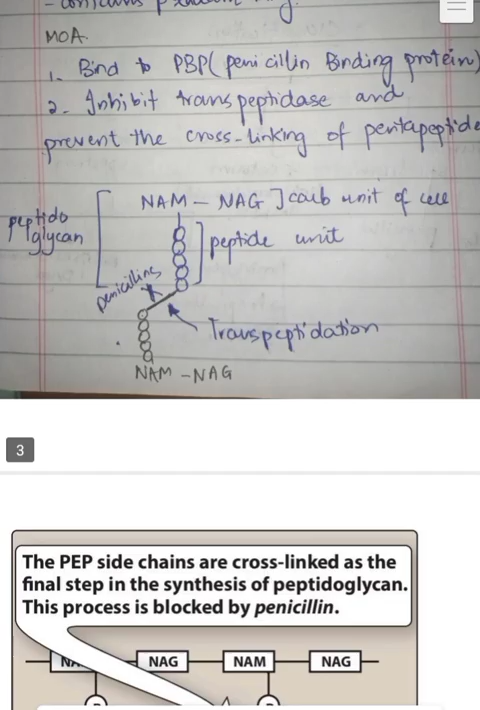 - contains
MOA.
1. Bind to PBP (penicillin Binding protein)
2. Inhibit transpeptidase and
prevent the cross-linking of pentapeptide
NAM - NAG ] carb unit of cell
peptido
glycan
] peptide unit
penicillins
Transpeptidation
NAM - NAG
3
The PEP side chains are cross-linked as the
final step in the synthesis of peptidoglycan.
This process is blocked by penicillin.
NAG NAM NAG